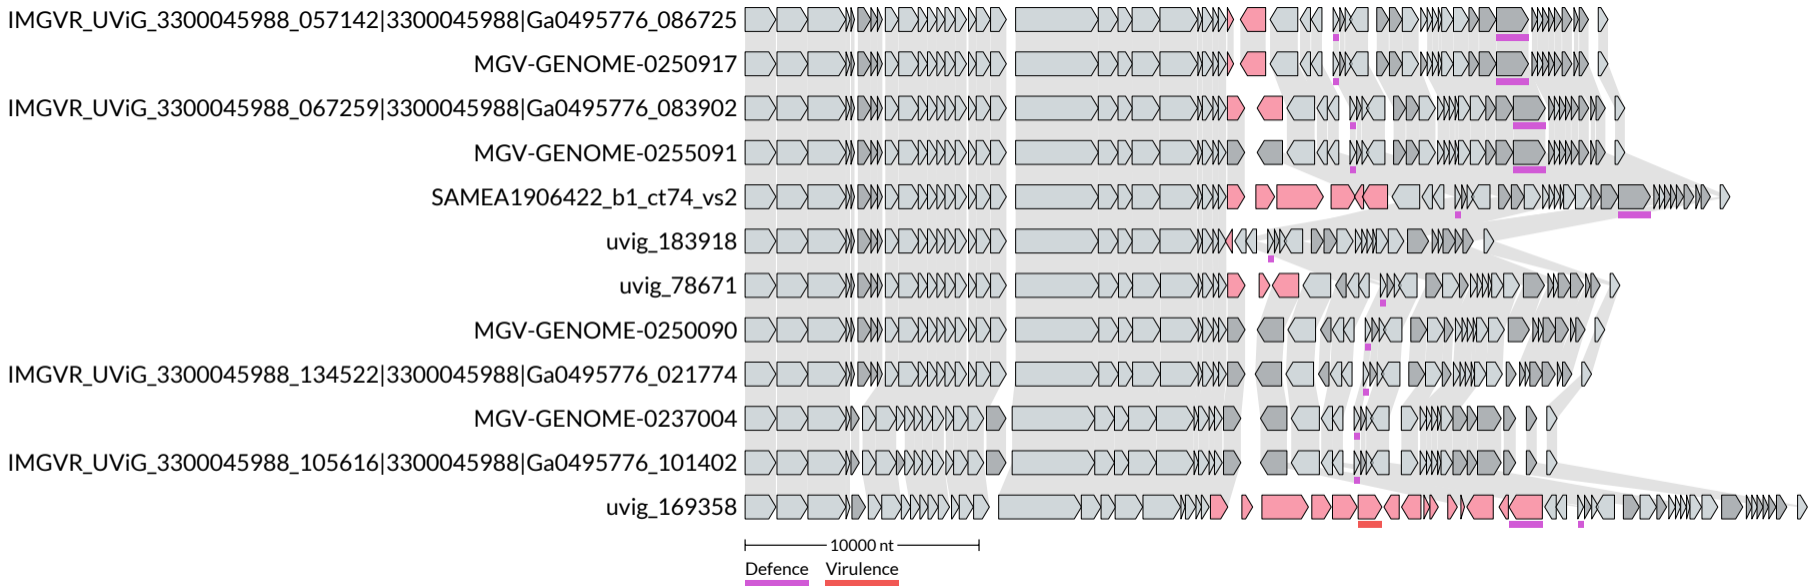 IMGVR_UViG_3300045988_057142|3300045988|Ga0495776_086725
MGV-GENOME-0250917
IMGVR_UViG_3300045988_067259|3300045988|Ga0495776_083902
MGV-GENOME-0255091
SAMEA1906422_b1_ct74_vs2
uvig_183918
uvig_78671
MGV-GENOME-0250090
IMGVR_UViG_3300045988_134522|3300045988|Ga0495776_021774
MGV-GENOME-0237004
IMGVR_UViG_3300045988_105616|3300045988|Ga0495776_101402
uvig_169358
10000 nt
Defence Virulence